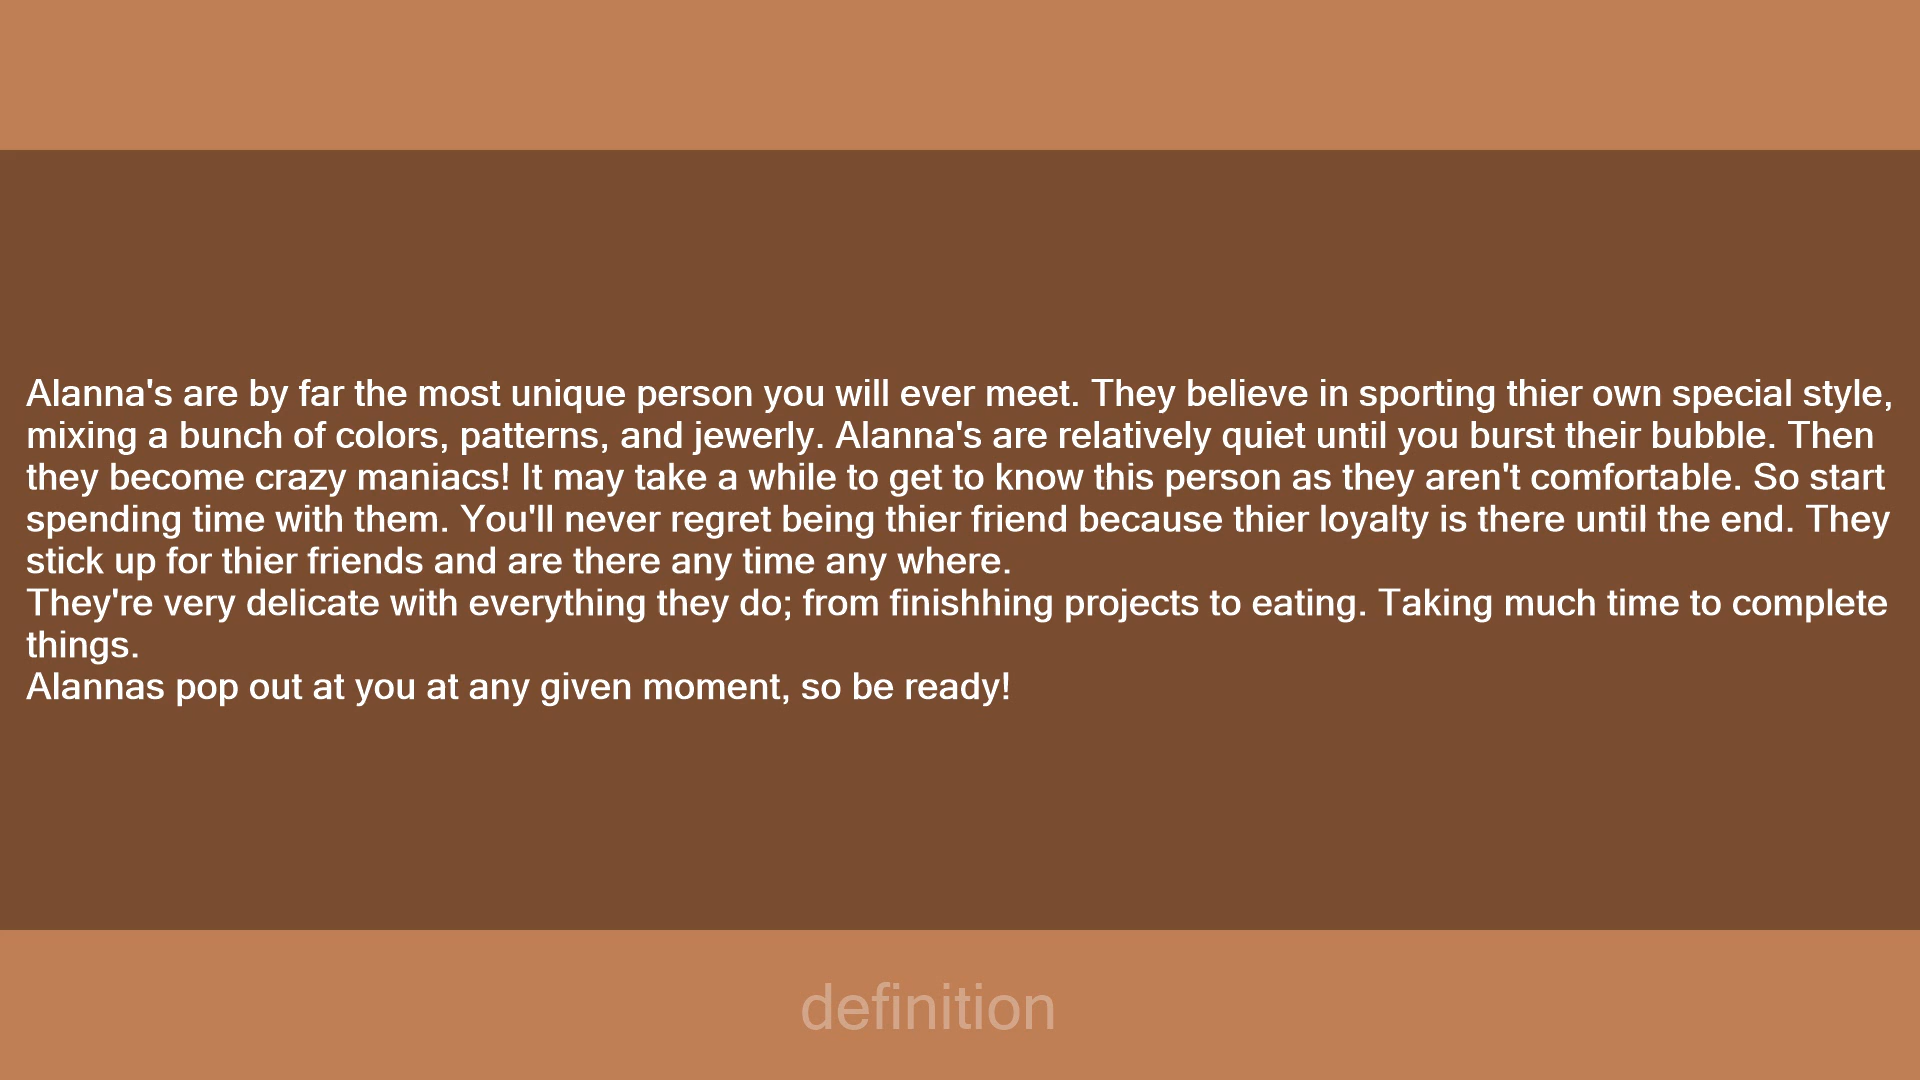 Alanna's are by far the most unique person you will ever meet. They believe in sporting thier own special style,
mixing a bunch of colors, patterns, and jewerly. Alanna's are relatively quiet until you burst their bubble. Then
they become crazy maniacs! It may take a while to get to know this person as they aren't comfortable. So start
spending time with them. You'll never regret being thier friend because thier loyalty is there until the end. They
stick up for thier friends and are there any time any where.
They're very delicate with everything they do; from finishhing projects to eating. Taking much time to complete
things.
Alannas pop out at you at any given moment, so be ready!
definition